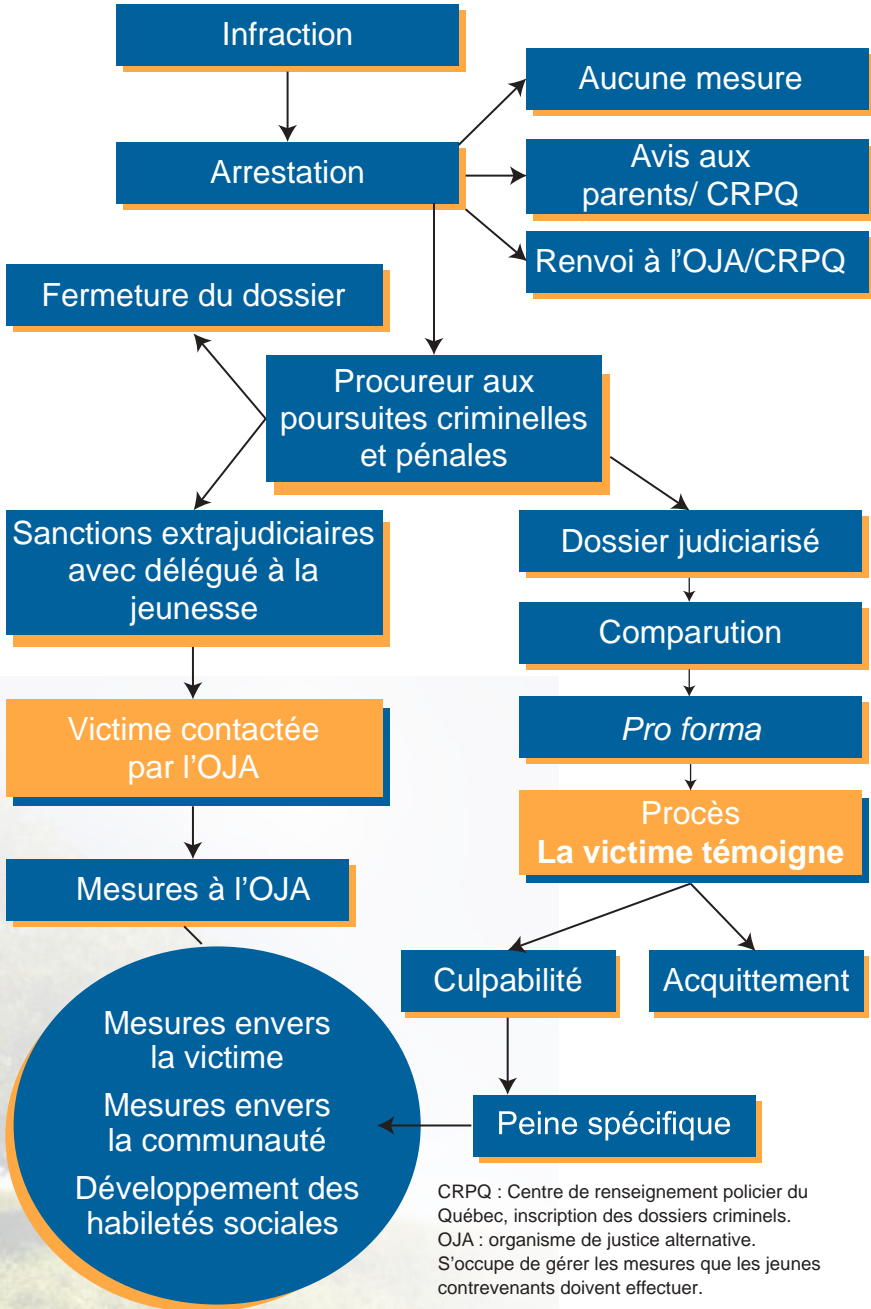 Infraction
Aucune mesure
Arrestation
Avis aux
parents/ CRPQ
Renvoi à l’OJA/CRPQ
Fermeture du dossier
Procureur aux
poursuites criminelles
et pénales
Sanctions extrajudiciaires
avec délégué à la
jeunesse
Dossier judiciarisé
Comparution
Victime contactée
par l’OJA
Pro forma
Procès
La victime témoigne
Mesures à l’OJA
Culpabilité
Acquittement
Mesures envers
la victime
Mesures envers
la communauté
Développement des
habiletés sociales
Peine spécifique
CRPQ : Centre de renseignement policier du
Québec, inscription des dossiers criminels.
OJA : organisme de justice alternative.
S’occupe de gérer les mesures que les jeunes
contrevenants doivent effectuer.